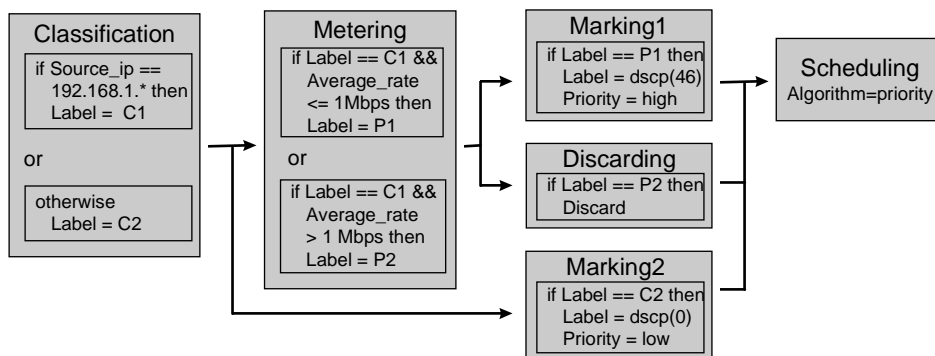 Classification
if Source_ip ==
192.168.1.* then
Label = C1
or
otherwise
Label = C2
Metering
if Label == C1 &&
Average_rate
<= 1Mbps then
Label = P1
or
if Label == C1 &&
Average_rate
> 1 Mbps then
Label = P2
Marking1
if Label == P1 then
Label = dscp(46)
Priority = high
Discarding
if Label == P2 then
Discard
Marking2
if Label == C2 then
Label = dscp(0)
Priority = low
Scheduling
Algorithm=priority